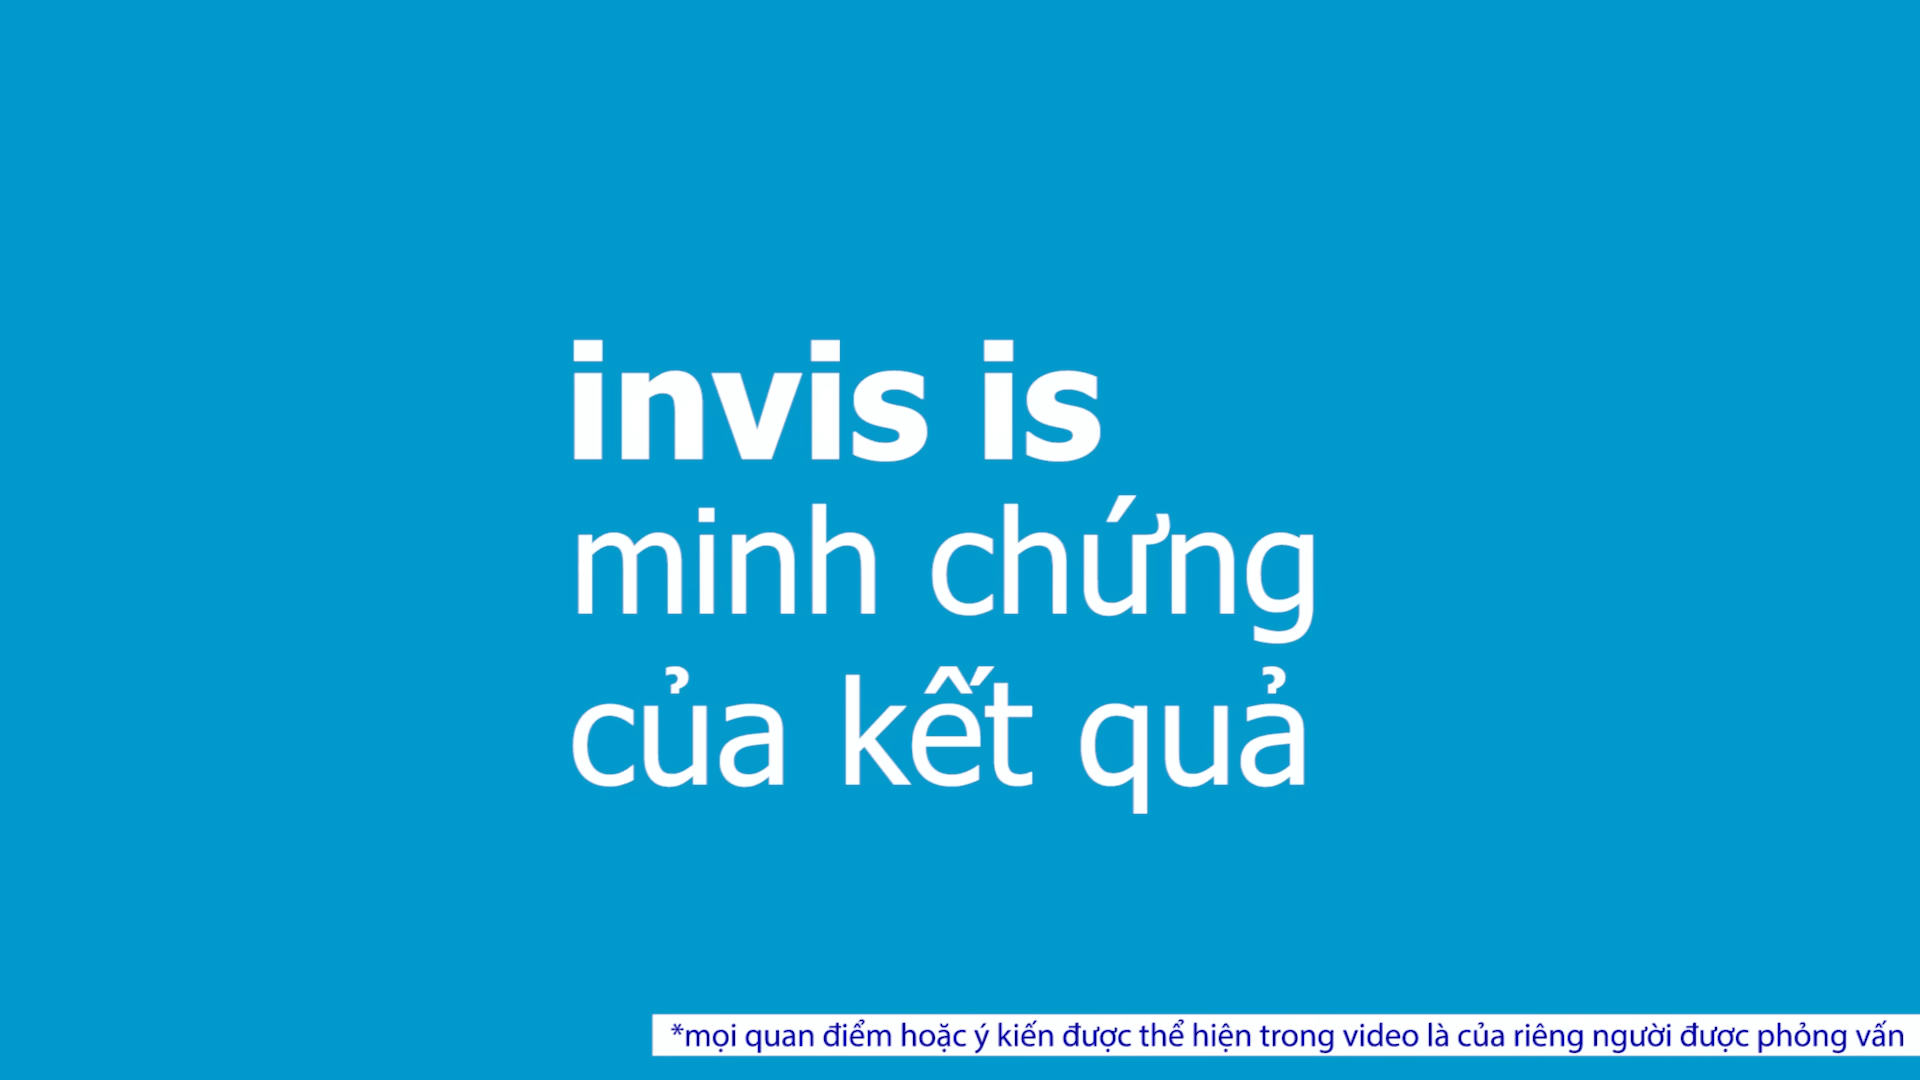 invis is
minh chứng
của kết quả
*mọi quan điểm hoặc ý kiến được thể hiện trong video là của riêng người được phỏng vấn